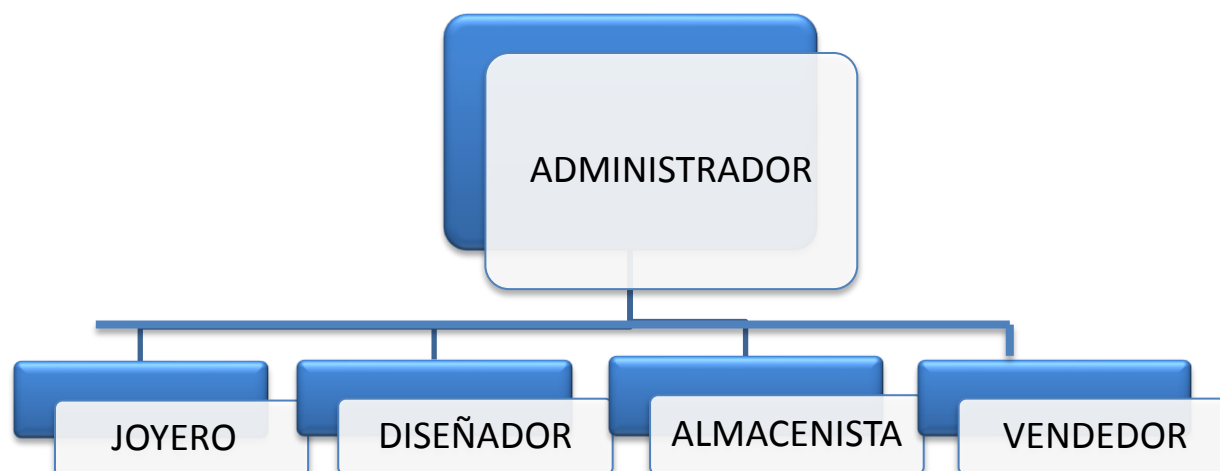 ADMINISTRADOR
JOYERO
DISEÑADOR
ALMACENISTA
VENDEDOR